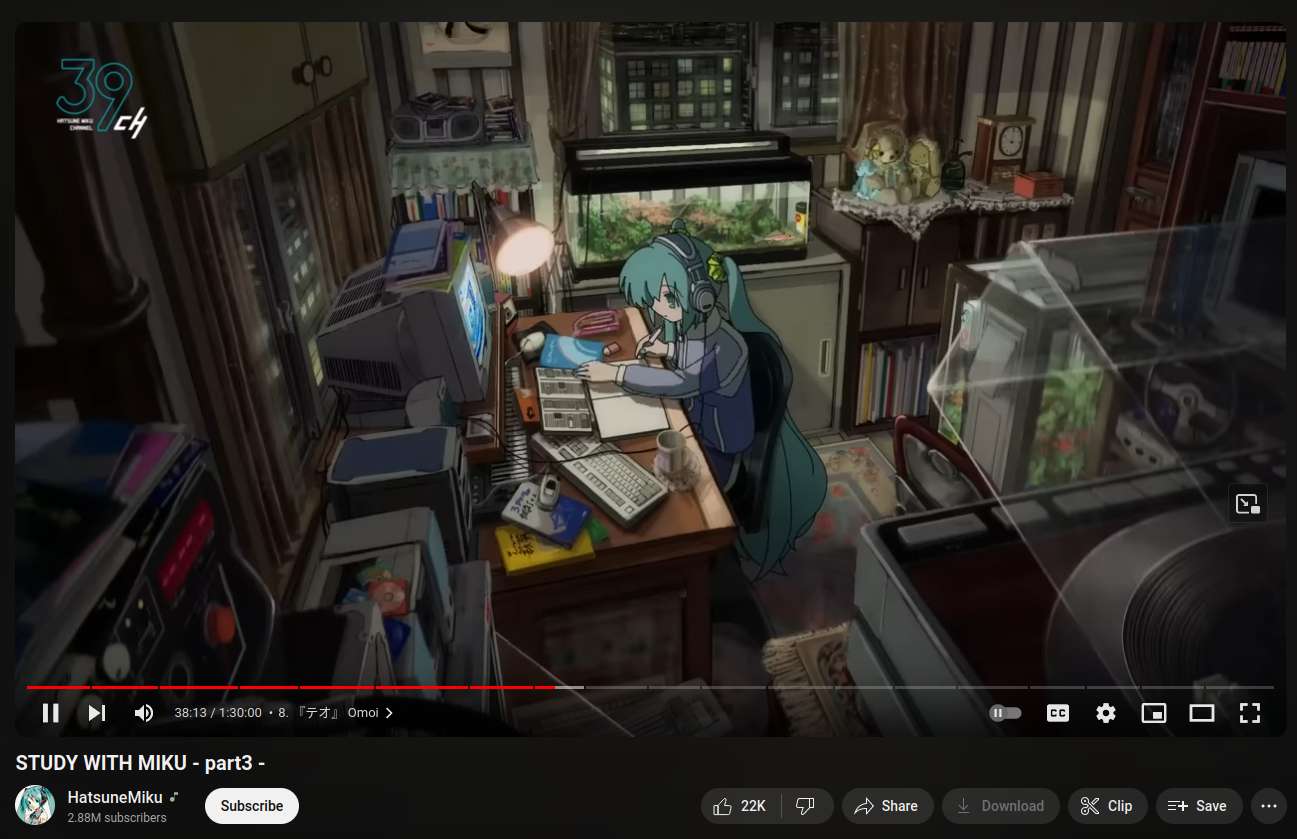 39ch
HATSUNE MIKU
CHANNEL
38:13 / 1:30:00 • 8. 『テオ』 Omoi
CC
STUDY WITH MIKU - part3 -
HatsuneMiku
2.88M subscribers
Subscribe
22K
Share
Download
Clip
Save